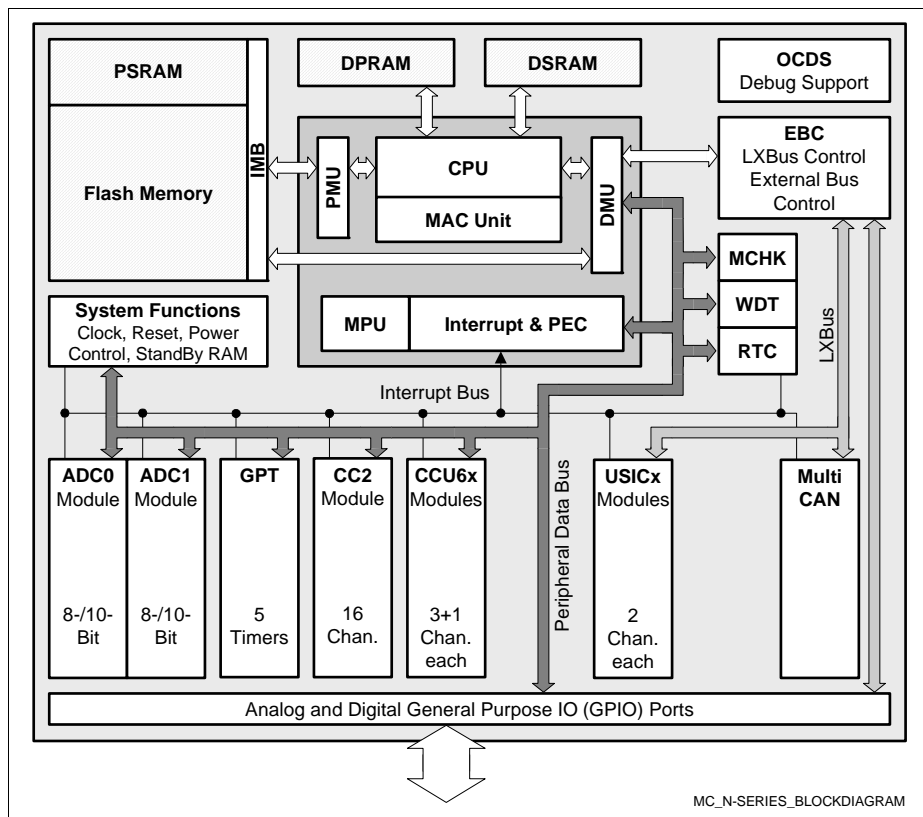 PSRAM
Flash Memory
IMB
DPRAM
DSRAM
OCDS
Debug Support
PMU
CPU
MAC Unit
DMU
EBC
LXBus Control
External Bus
Control
MPU
Interrupt & PEC
MCHK
WDT
RTC
LXBus
System Functions
Clock, Reset, Power
Control, StandBy RAM
Interrupt Bus
Peripheral Data Bus
ADC0
Module
8-/10-
Bit
ADC1
Module
8-/10-
Bit
GPT
5
Timers
CC2
Module
16
Chan.
CCU6x
Modules
3+1
Chan.
each
USICx
Modules
2
Chan.
each
Multi
CAN
Analog and Digital General Purpose IO (GPIO) Ports
MC_N-SERIES_BLOCKDIAGRAM